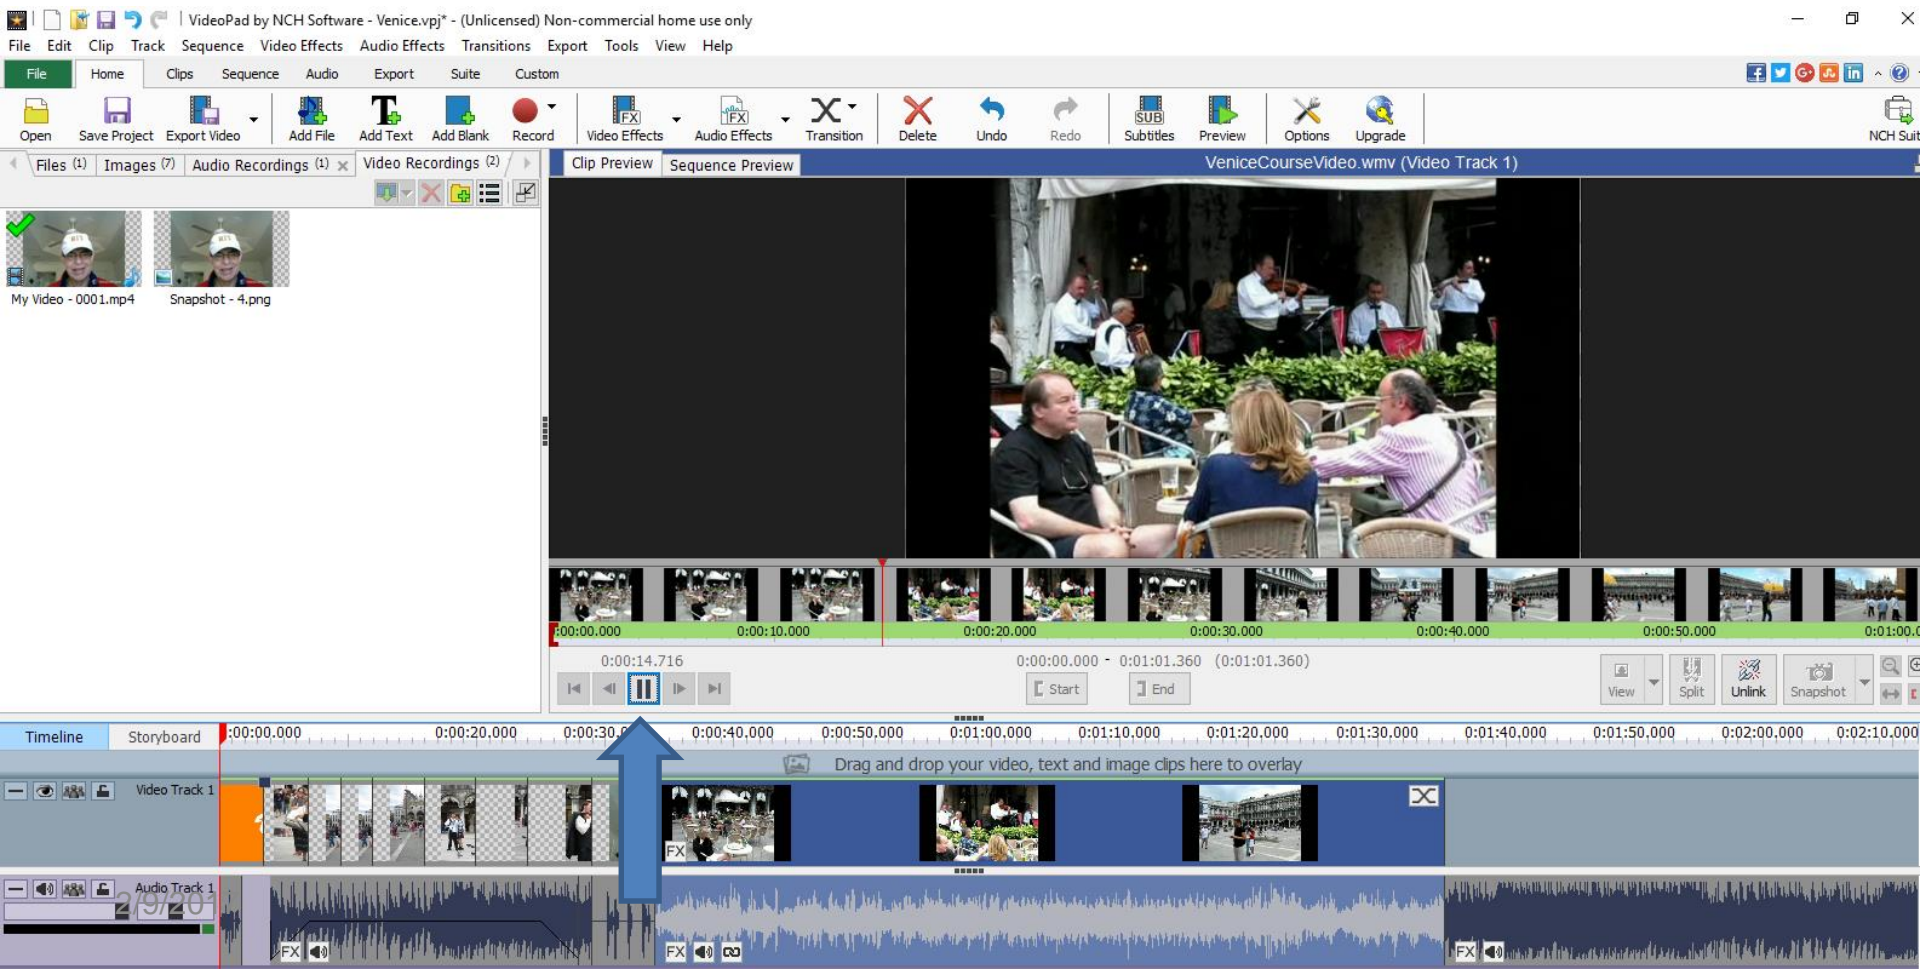 VideoPad by NCH Software - Venice.vpj* - (Unlicensed) Non-commercial home use only
File Edit Clip Track Sequence Video Effects Audio Effects Transitions Export Tools View Help
File Home Clips Sequence Audio Export Suite Custom
Open Save Project Export Video Add File Add Text Add Blank Record Video Effects Audio Effects Transition Delete Undo Redo Subtitles Preview Options Upgrade NCH Suit
Files (1) Images (7) Audio Recordings (1) Video Recordings (2)
Clip Preview Sequence Preview VeniceCourseVideo.wmv (Video Track 1)
My Video - 0001.mp4 Snapshot - 4.png
:00:00.000 0:00:10.000 0:00:20.000 0:00:30.000 0:00:40.000 0:00:50.000 0:01:00.0
0:00:14.716 0:00:00.000 - 0:01:01.360 (0:01:01.360)
Start End View Split Unlink Snapshot
Timeline Storyboard :00:00.000 0:00:20.000 0:00:30.0 0:00:40.000 0:00:50.000 0:01:00.000 0:01:10.000 0:01:20.000 0:01:30.000 0:01:40.000 0:01:50.000 0:02:00.000 0:02:10.000
Drag and drop your video, text and image clips here to overlay
Video Track 1
FX
Audio Track 1
2/9/201
FX FX FX